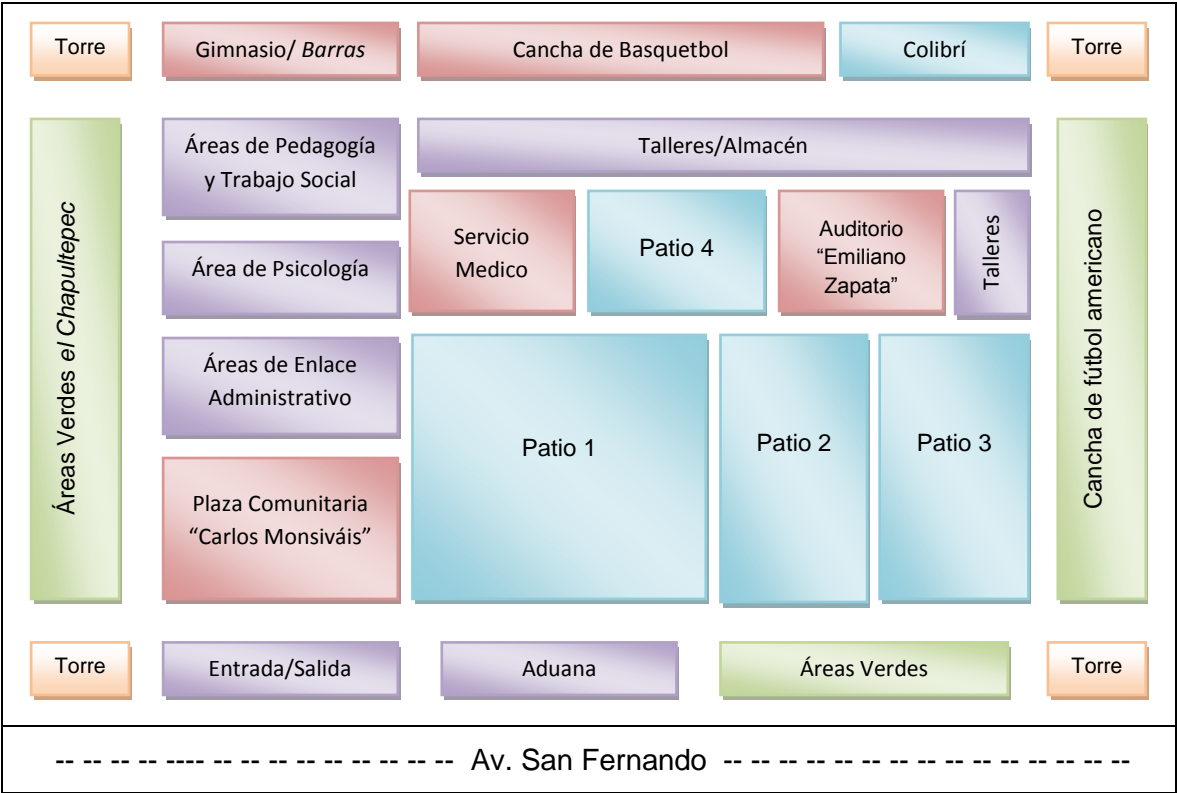 Torre
Gimnasio/ Barras
Cancha de Basquetbol
Colibrí
Torre
Áreas Verdes el Chapultepec
Áreas de Pedagogía
y Trabajo Social
Talleres/Almacén
Cancha de fútbol americano
Área de Psicología
Servicio
Medico
Patio 4
Auditorio
“Emiliano
Zapata”
Talleres
Áreas de Enlace
Administrativo
Patio 1
Patio 2
Patio 3
Plaza Comunitaria
“Carlos Monsiváis”
Torre
Entrada/Salida
Aduana
Áreas Verdes
Torre
-- -- -- -- ---- -- -- -- -- -- -- -- -- -- Av. San Fernando -- -- -- -- -- -- -- -- -- -- -- -- -- -- --